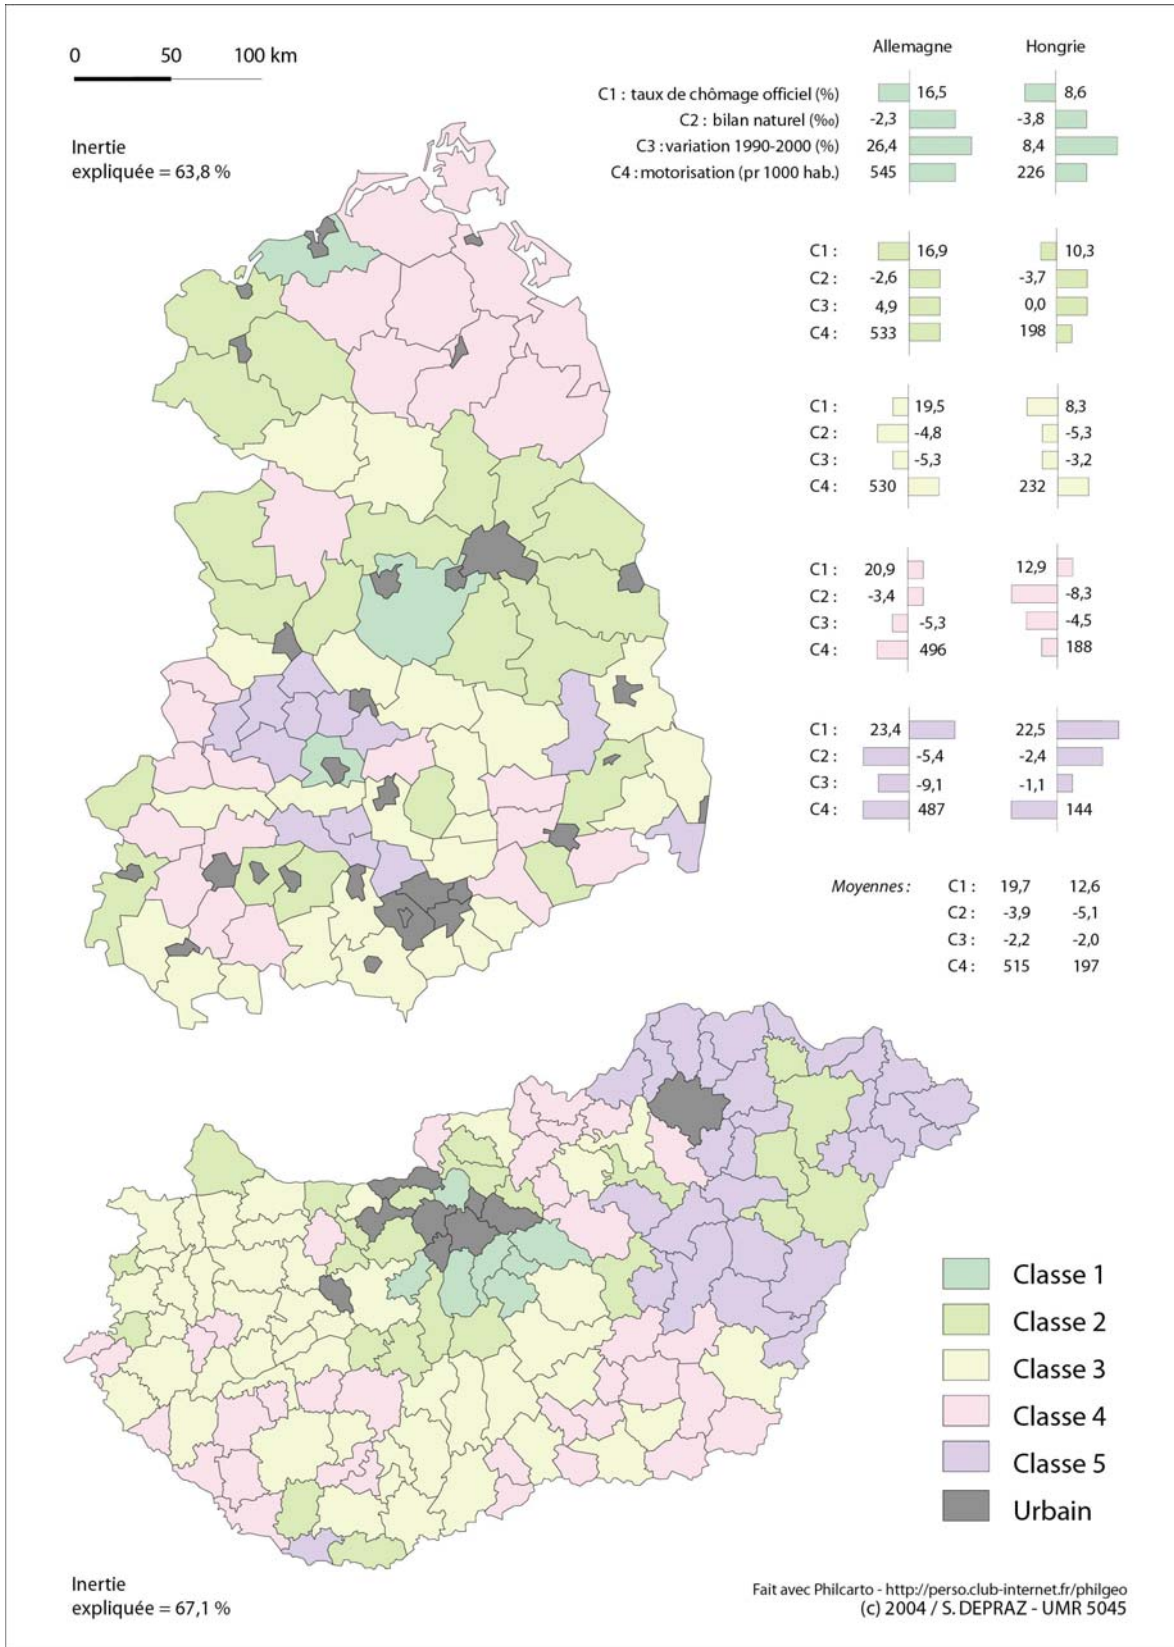 0 50 100 km
Inertie
expliquée = 63,8 %
Allemagne Hongrie
C1 : taux de chômage officiel (%) 16,5 8,6
C2 : bilan naturel (‰) -2,3 -3,8
C3 : variation 1990-2000 (%) 26,4 8,4
C4 : motorisation (pr 1000 hab.) 545 226
C1 : 16,9 10,3
C2 : -2,6 -3,7
C3 : 4,9 0,0
C4 : 533 198
C1 : 19,5 8,3
C2 : -4,8 -5,3
C3 : -5,3 -3,2
C4 : 530 232
C1 : 20,9 12,9
C2 : -3,4 -8,3
C3 : -5,3 -4,5
C4 : 496 188
C1 : 23,4 22,5
C2 : -5,4 -2,4
C3 : -9,1 -1,1
C4 : 487 144
Moyennes : C1 : 19,7 12,6
C2 : -3,9 -5,1
C3 : -2,2 -2,0
C4 : 515 197
Classe 1
Classe 2
Classe 3
Classe 4
Classe 5
Urbain
Inertie
expliquée = 67,1 %
Fait avec Philcarto - http://perso.club-internet.fr/philgeo
(c) 2004 / S. DEPRAZ - UMR 5045